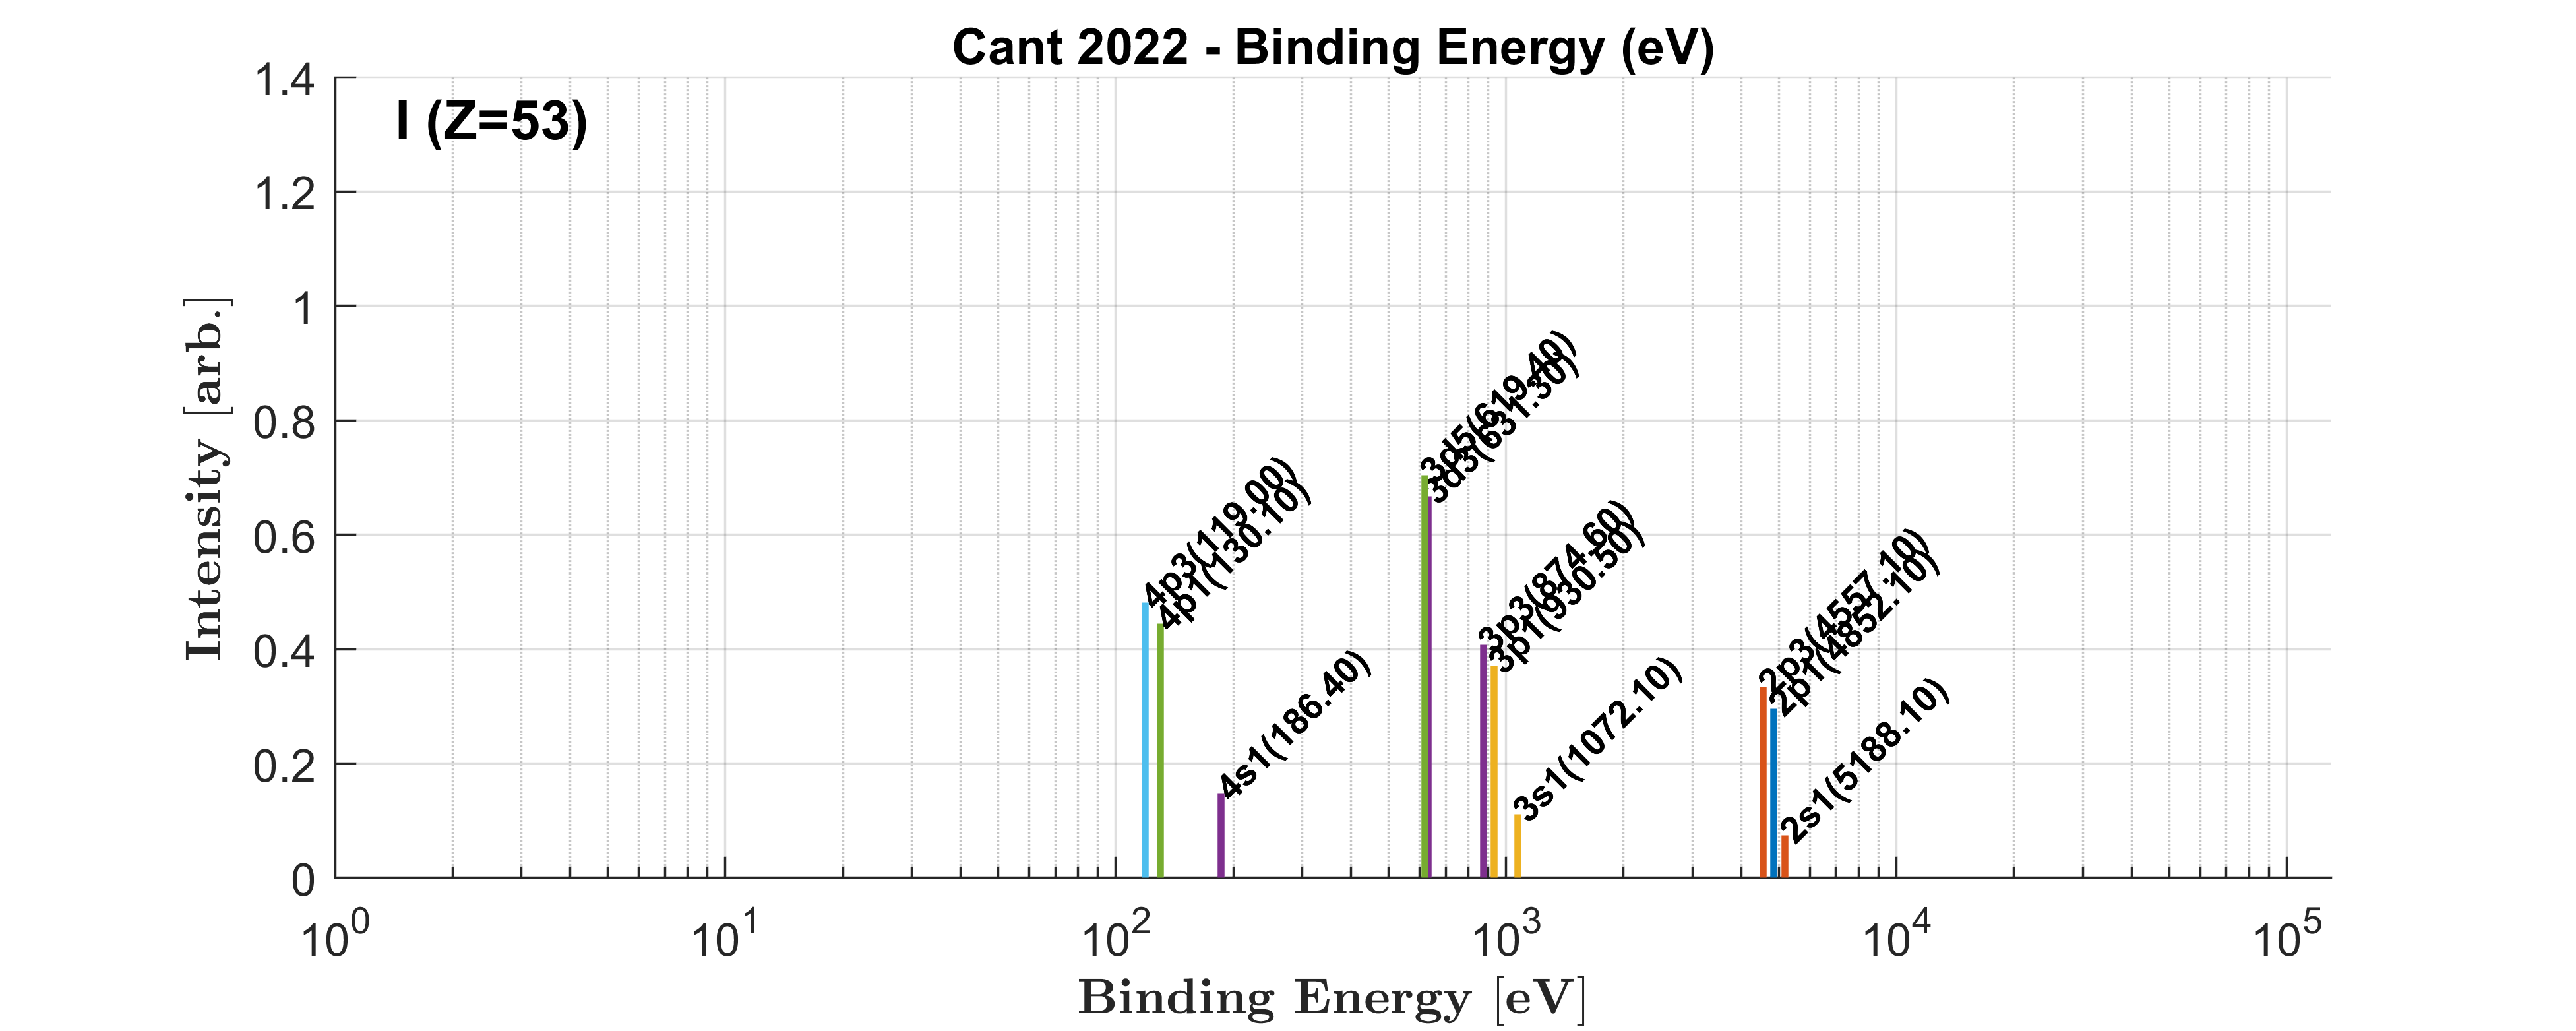 Cant 2022 - Binding Energy (eV)
I (Z=53)
Intensity [arb.]
1.4
1.2
1
0.8
0.6
0.4
0.2
0
4p3(119.00)
4p1(130.10)
4s1(186.40)
3d5(619.40)
3d3(631.30)
3p3(874.60)
3p1(930.50)
3s1(1072.10)
2p3(4557.10)
2p1(4852.10)
2s1(5188.10)
10^0 10^1 10^2 10^3 10^4 10^5
Binding Energy [eV]